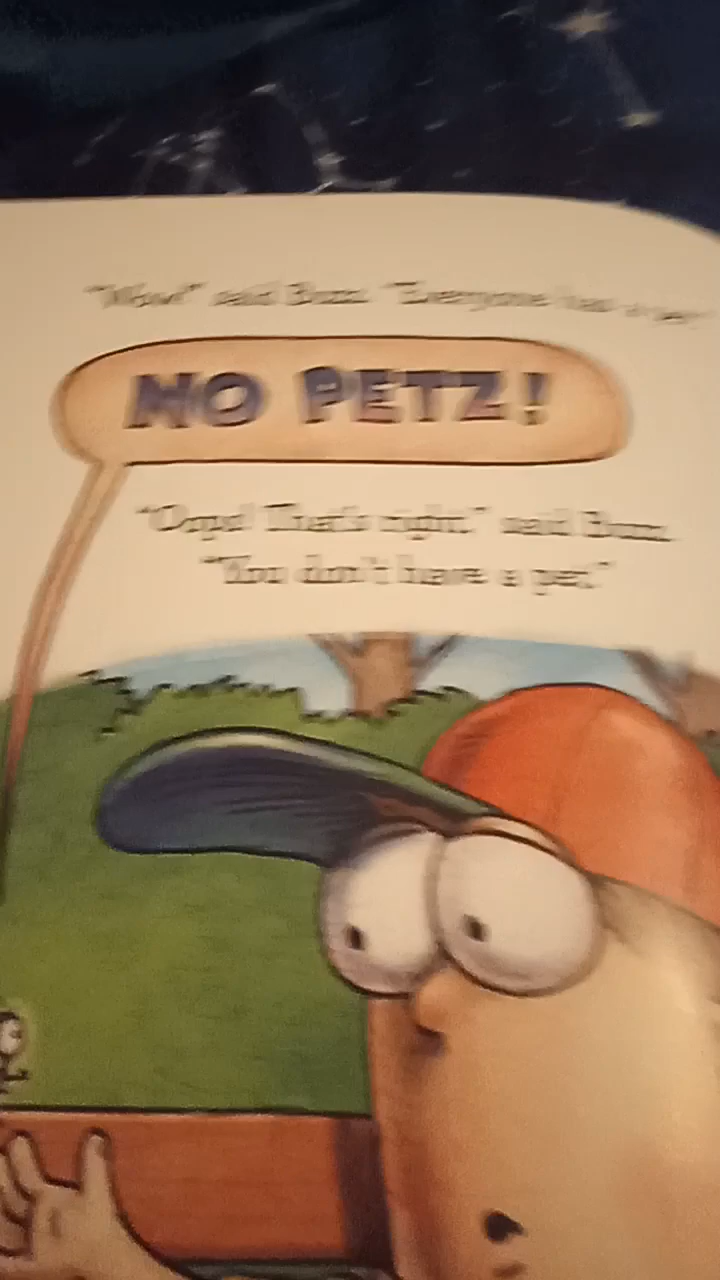 "Wow!" said Buzz. "Everyone has a pet!"
NO PETZ!
"Oops! That's right," said Buzz.
"You don't have a pet."